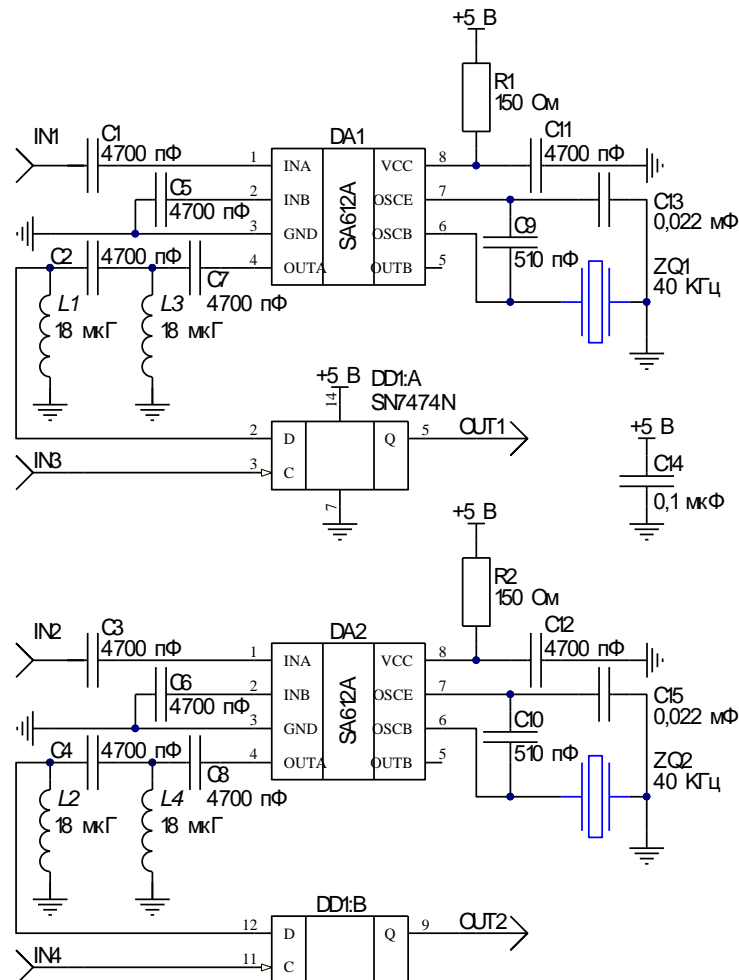 +5 В
R1
150 Ом
IN1
C1
4700 пФ
DA1
C11
4700 пФ
1
INA
VCC
8
C5
4700 пФ
2
INB
OSCE
7
C13
0,022 мФ
3
GND
OSCB
6
C9
510 пФ
SA612A
C2
4700 пФ
C7
4700 пФ
4
OUTA
OUTB
5
ZQ1
40 КГц
L1
18 мкГ
L3
18 мкГ
+5 В
DD1:A
SN7474N
14
2
D
Q
5
OUT1
IN3
3
C
7
+5 В
C14
0,1 мкФ
+5 В
R2
150 Ом
IN2
C3
4700 пФ
DA2
C12
4700 пФ
1
INA
VCC
8
C6
4700 пФ
2
INB
OSCE
7
C15
0,022 мФ
3
GND
OSCB
6
C10
510 пФ
SA612A
C4
4700 пФ
C8
4700 пФ
4
OUTA
OUTB
5
ZQ2
40 КГц
L2
18 мкГ
L4
18 мкГ
DD1:B
12
D
Q
9
OUT2
IN4
11
C